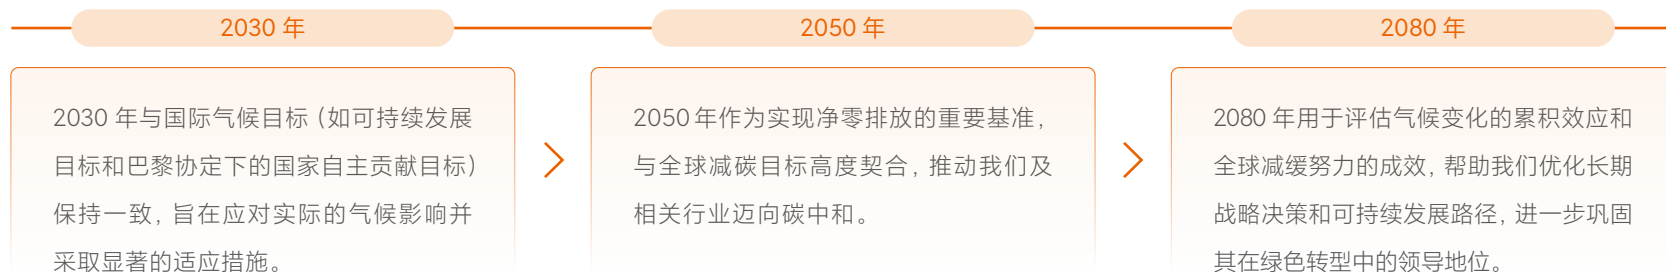 2030 年
2030 年与国际气候目标（如可持续发展
目标和巴黎协定下的国家自主贡献目标）
保持一致，旨在应对实际的气候影响并
采取显著的适应措施。
2050 年
2050 年作为实现净零排放的重要基准，
与全球减碳目标高度契合，推动我们及
相关行业迈向碳中和。
2080 年
2080 年用于评估气候变化的累积效应和
全球减缓努力的成效，帮助我们优化长期
战略决策和可持续发展路径，进一步巩固
其在绿色转型中的领导地位。